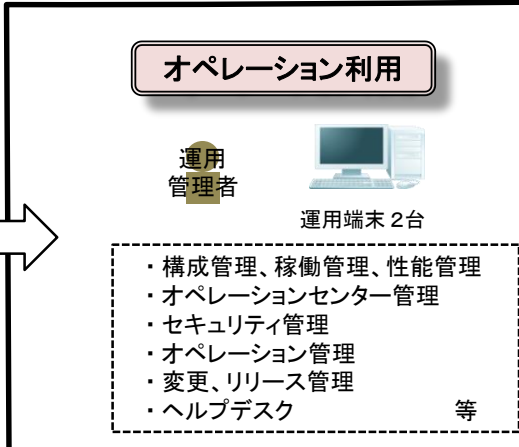 オペレーション利用
運用
管理者
運用端末 2台
・構成管理、稼働管理、性能管理
・オペレーションセンター管理
・セキュリティ管理
・オペレーション管理
・変更、リリース管理
・ヘルプデスク 等